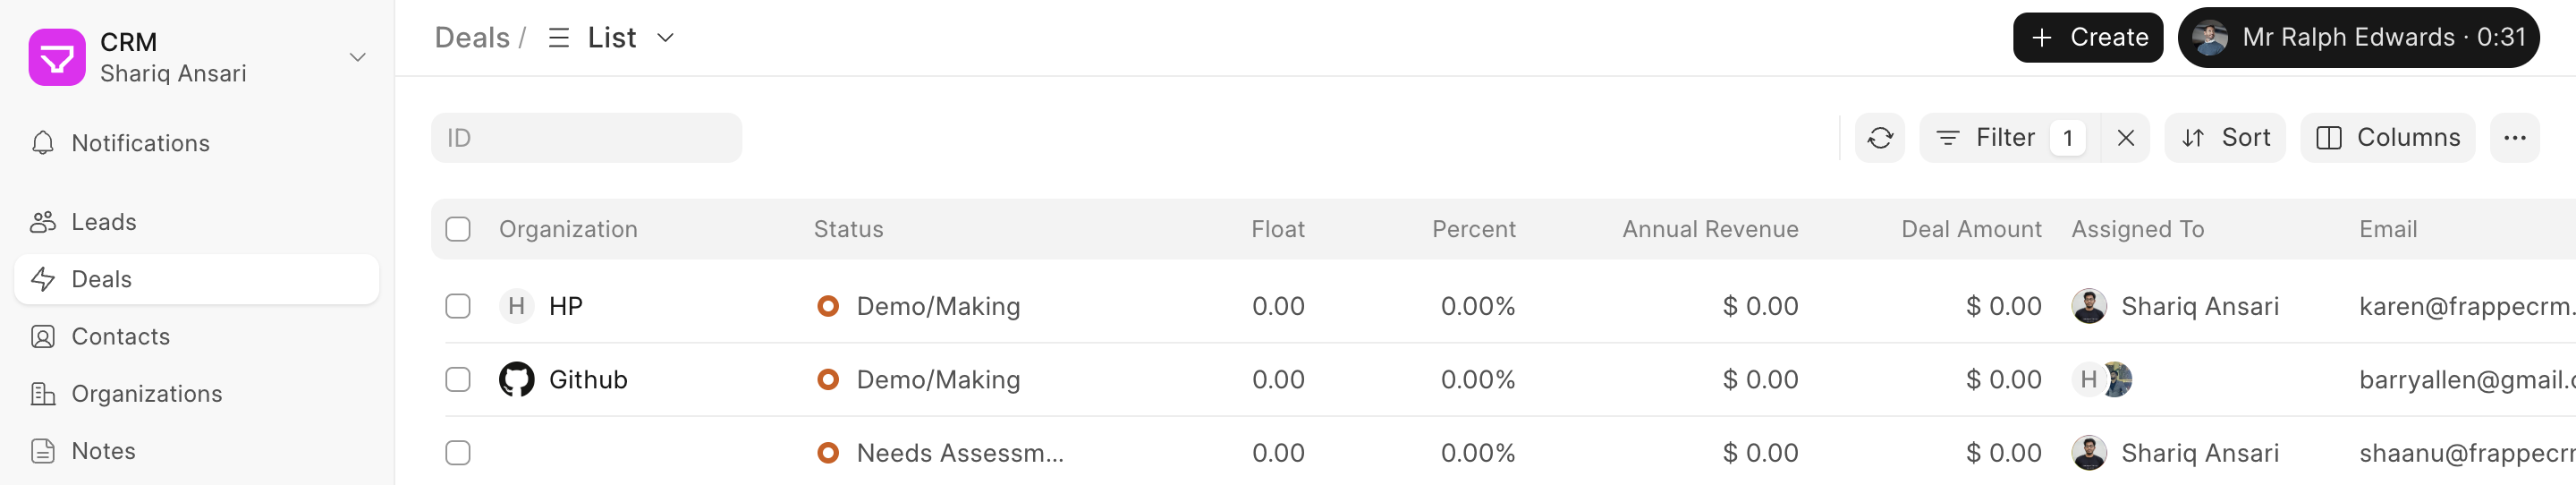 CRM
Shariq Ansari
Notifications
Leads
Deals
Contacts
Organizations
Notes
Deals / List
Create
Mr Ralph Edwards · 0:31
ID
Filter 1
Sort
Columns
Organization Status Float Percent Annual Revenue Deal Amount Assigned To Email
H HP Demo/Making 0.00 0.00% $ 0.00 $ 0.00 Shariq Ansari karen@frappecrm.
Github Demo/Making 0.00 0.00% $ 0.00 $ 0.00 H barryallen@gmail.c
Needs Assessm... 0.00 0.00% $ 0.00 $ 0.00 Shariq Ansari shaanu@frappecr